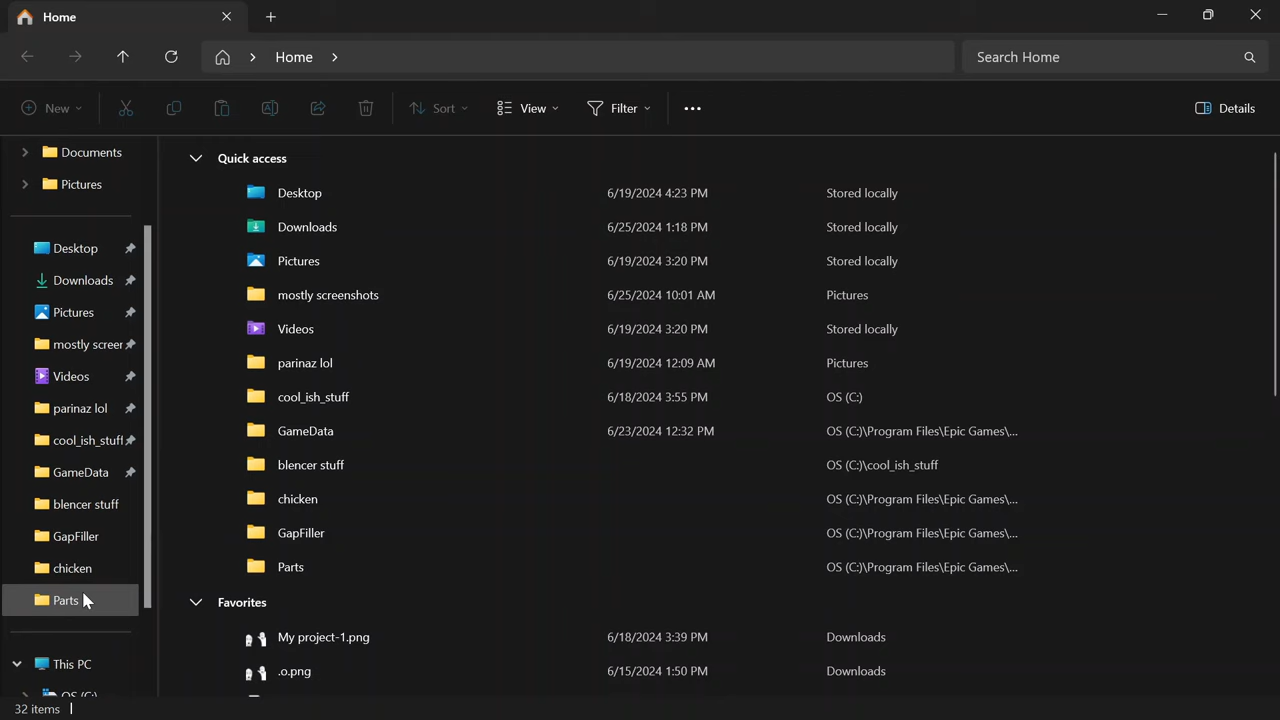 Home
Home
Search Home
New
Sort
View
Filter
Details
Documents
Pictures
Desktop
Downloads
Pictures
mostly screer
Videos
parinaz lol
cool_ish_stuff
GameData
blencer stuff
GapFiller
chicken
Parts
This PC
OS (C:)
Quick access
Desktop 6/19/2024 4:23 PM Stored locally
Downloads 6/25/2024 1:18 PM Stored locally
Pictures 6/19/2024 3:20 PM Stored locally
mostly screenshots 6/25/2024 10:01 AM Pictures
Videos 6/19/2024 3:20 PM Stored locally
parinaz lol 6/19/2024 12:09 AM Pictures
cool_ish_stuff 6/18/2024 3:55 PM OS (C:)
GameData 6/23/2024 12:32 PM OS (C:)\Program Files\Epic Games\...
blencer stuff OS (C:)\cool_ish_stuff
chicken OS (C:)\Program Files\Epic Games\...
GapFiller OS (C:)\Program Files\Epic Games\...
Parts OS (C:)\Program Files\Epic Games\...
Favorites
My project-1.png 6/18/2024 3:39 PM Downloads
.o.png 6/15/2024 1:50 PM Downloads
32 items